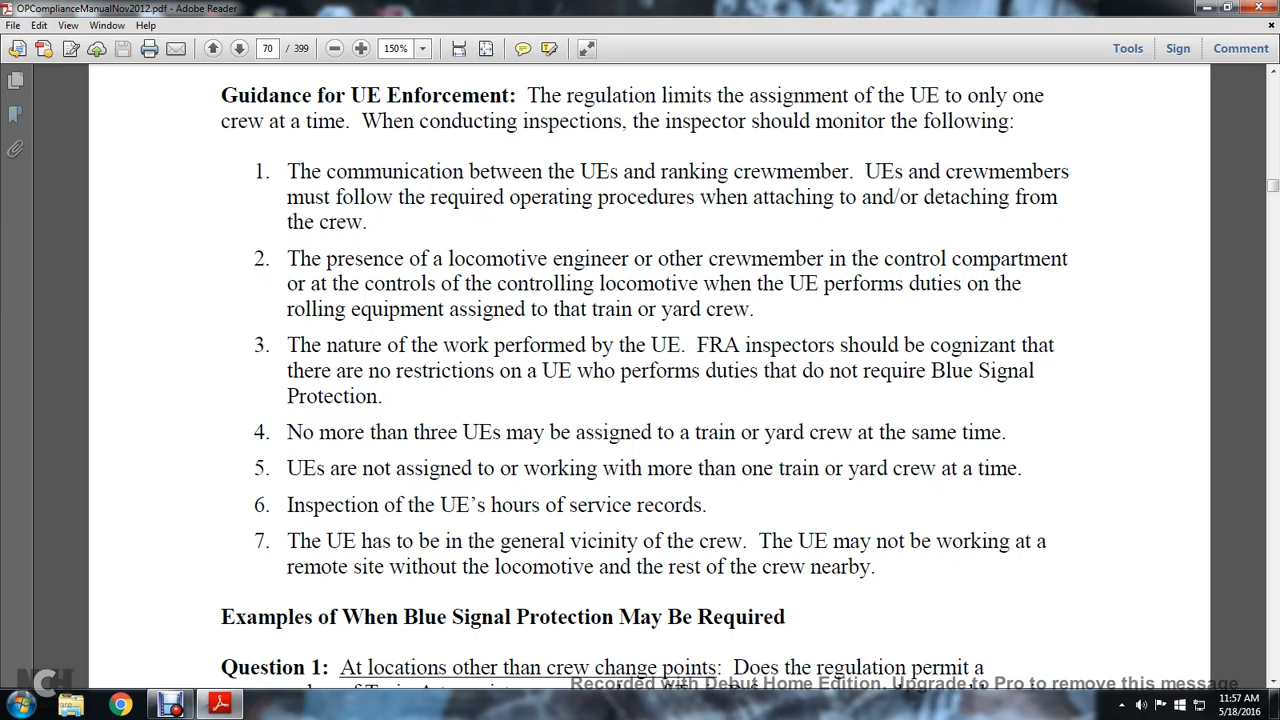 OPComplianceManualNov2012.pdf - Adobe Reader
File Edit View Window Help
70 / 399 150% Tools Sign Comment
Guidance for UE Enforcement: The regulation limits the assignment of the UE to only one
crew at a time. When conducting inspections, the inspector should monitor the following:
1. The communication between the UEs and ranking crewmember. UEs and crewmembers
must follow the required operating procedures when attaching to and/or detaching from
the crew.
2. The presence of a locomotive engineer or other crewmember in the control compartment
or at the controls of the controlling locomotive when the UE performs duties on the
rolling equipment assigned to that train or yard crew.
3. The nature of the work performed by the UE. FRA inspectors should be cognizant that
there are no restrictions on a UE who performs duties that do not require Blue Signal
Protection.
4. No more than three UEs may be assigned to a train or yard crew at the same time.
5. UEs are not assigned to or working with more than one train or yard crew at a time.
6. Inspection of the UE's hours of service records.
7. The UE has to be in the general vicinity of the crew. The UE may not be working at a
remote site without the locomotive and the rest of the crew nearby.
Examples of When Blue Signal Protection May Be Required
Question 1: At locations other than crew change points: Does the regulation permit a
Recorded with Debut Home Edition. Upgrade to Pro to remove this message
NCH
11:57 AM
5/18/2016